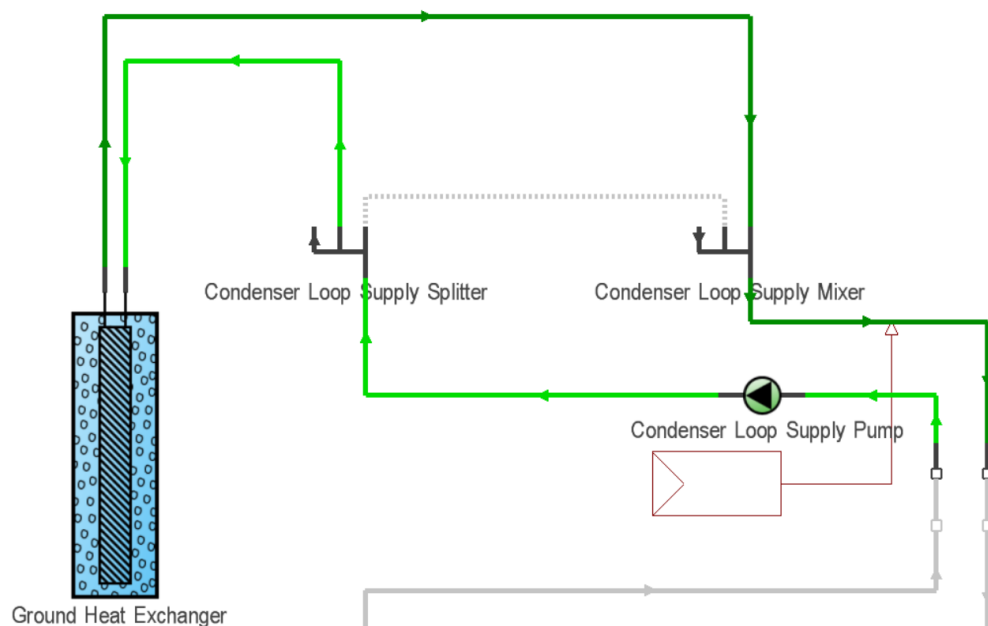 Condenser Loop Supply Splitter
Condenser Loop Supply Mixer
Condenser Loop Supply Pump
Ground Heat Exchanger